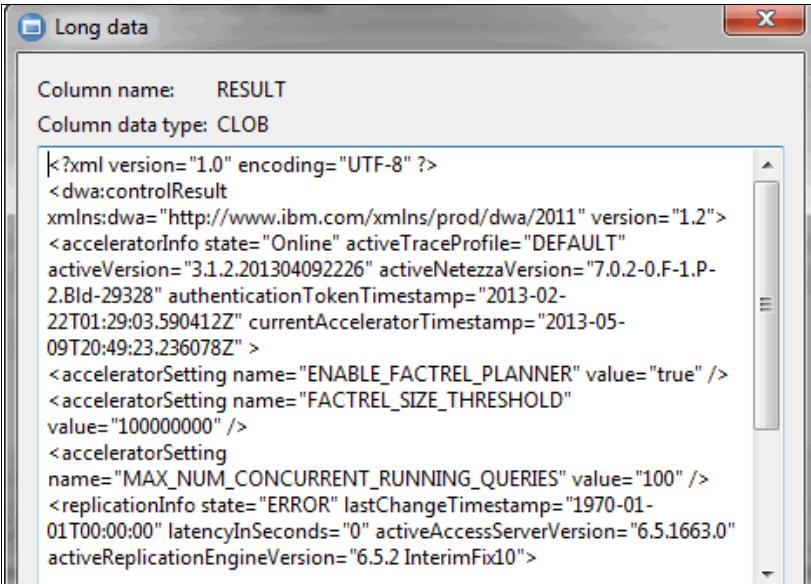 Long data
Column name: RESULT
Column data type: CLOB
<?xml version="1.0" encoding="UTF-8" ?>
<dwa:controlResult
xmlns:dwa="http://www.ibm.com/xmlns/prod/dwa/2011" version="1.2">
<acceleratorInfo state="Online" activeTraceProfile="DEFAULT"
activeVersion="3.1.2.201304092226" activeNetezzaVersion="7.0.2-0.F-1.P-
2.Bld-29328" authenticationTokenTimestamp="2013-02-
22T01:29:03.590412Z" currentAcceleratorTimestamp="2013-05-
09T20:49:23.236078Z" >
<acceleratorSetting name="ENABLE_FACTREL_PLANNER" value="true" />
<acceleratorSetting name="FACTREL_SIZE_THRESHOLD"
value="100000000" />
<acceleratorSetting
name="MAX_NUM_CONCURRENT_RUNNING_QUERIES" value="100" />
<replicationInfo state="ERROR" lastChangeTimestamp="1970-01-
01T00:00:00" latencyInSeconds="0" activeAccessServerVersion="6.5.1663.0"
activeReplicationEngineVersion="6.5.2 InterimFix10">